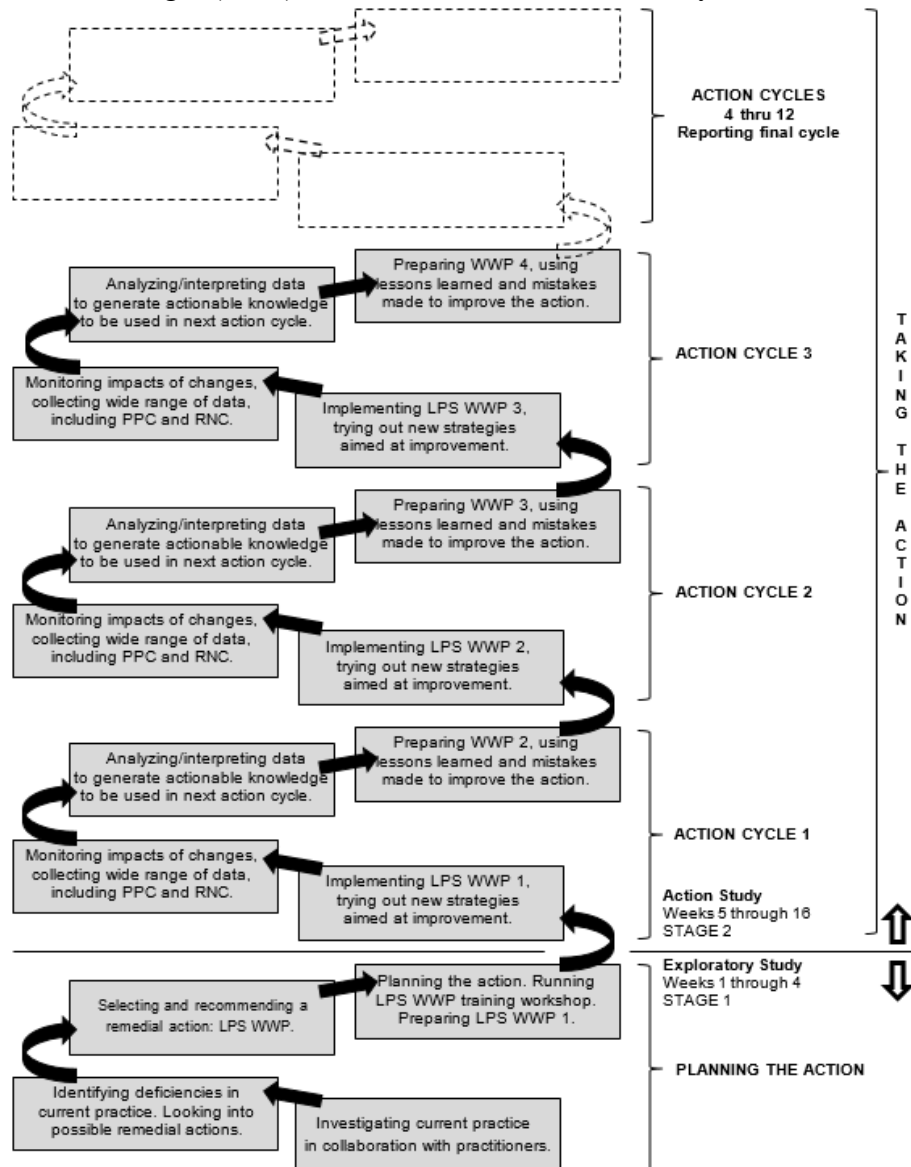 ACTION CYCLES
4 thru 12
Reporting final cycle
Preparing WWP 4, using
lessons learned and mistakes
made to improve the action.
Analyzing/interpreting data
to generate actionable knowledge
to be used in next action cycle.
ACTION CYCLE 3
Monitoring impacts of changes,
collecting wide range of data,
including PPC and RNC.
Implementing LPS WWP 3,
trying out new strategies
aimed at improvement.
Preparing WWP 3, using
lessons learned and mistakes
made to improve the action.
Analyzing/interpreting data
to generate actionable knowledge
to be used in next action cycle.
ACTION CYCLE 2
Monitoring impacts of changes,
collecting wide range of data,
including PPC and RNC.
Implementing LPS WWP 2,
trying out new strategies
aimed at improvement.
Preparing WWP 2, using
lessons learned and mistakes
made to improve the action.
Analyzing/interpreting data
to generate actionable knowledge
to be used in next action cycle.
ACTION CYCLE 1
Monitoring impacts of changes,
collecting wide range of data,
including PPC and RNC.
Implementing LPS WWP 1,
trying out new strategies
aimed at improvement.
Action Study
Weeks 5 through 16
STAGE 2
TAKING THE ACTION
Exploratory Study
Weeks 1 through 4
STAGE 1
Planning the action. Running
LPS WWP training workshop.
Preparing LPS WWP 1.
Selecting and recommending a
remedial action: LPS WWP.
PLANNING THE ACTION
Identifying deficiencies in
current practice. Looking into
possible remedial actions.
Investigating current practice
in collaboration with practitioners.